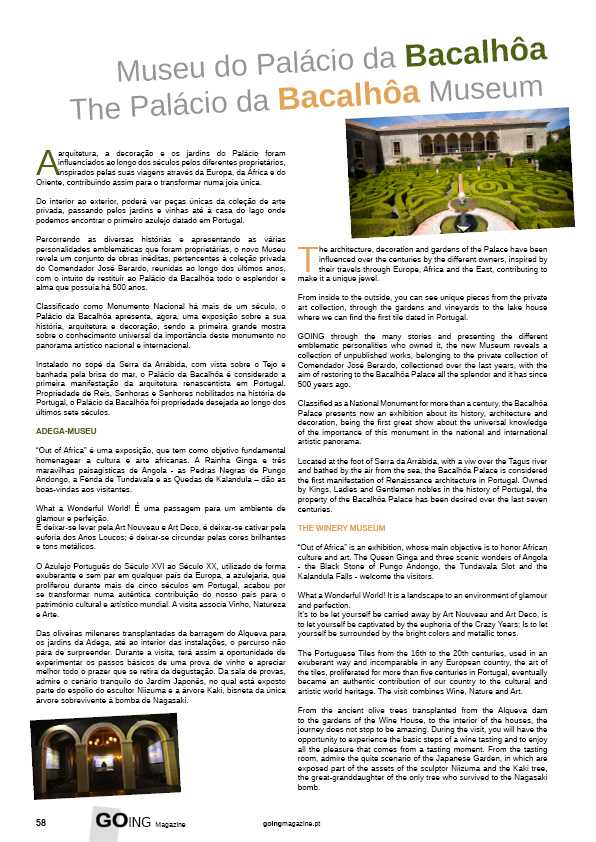 Museu do Palácio da Bacalhôa
The Palácio da Bacalhôa Museum
A arquitetura, a decoração e os jardins do Palácio foram
influenciados ao longo dos séculos pelos diferentes proprietários,
inspirados pelas suas viagens através da Europa, da África e do
Oriente, contribuindo assim para o transformar numa joia única.
Do interior ao exterior, poderá ver peças únicas da coleção de arte
privada, passando pelos jardins e vinhas até à casa do lago onde
podemos encontrar o primeiro azulejo datado em Portugal.
Percorrendo as diversas histórias e apresentando as várias
personalidades emblemáticas que foram proprietárias, o novo Museu
revela um conjunto de obras inéditas, pertencentes à coleção privada
do Comendador José Berardo, reunidas ao longo dos últimos anos,
com o intuito de restituir ao Palácio da Bacalhôa todo o esplendor e
alma que possuía há 500 anos.
Classificado como Monumento Nacional há mais de um século, o
Palácio da Bacalhôa apresenta, agora, uma exposição sobre a sua
história, arquitetura e decoração, sendo a primeira grande mostra
sobre o conhecimento universal da importância deste monumento no
panorama artístico nacional e internacional.
Instalado no sopé da Serra da Arrábida, com vista sobre o Tejo e
banhada pela brisa do mar, o Palácio da Bacalhôa é considerado a
primeira manifestação da arquitetura renascentista em Portugal.
Propriedade de Reis, Senhoras e Senhores nobilitados na história de
Portugal, o Palácio da Bacalhôa foi propriedade desejada ao longo dos
últimos sete séculos.
ADEGA-MUSEU
“Out of Africa” é uma exposição, que tem como objetivo fundamental
homenagear a cultura e arte africanas. A Rainha Ginga e três
maravilhas paisagísticas de Angola - as Pedras Negras de Pungo
Andongo, a Fenda de Tundavala e as Quedas de Kalandula – dão as
boas-vindas aos visitantes.
What a Wonderful World! É uma passagem para um ambiente de
glamour e perfeição.
É deixar-se levar pela Art Nouveau e Art Deco, é deixar-se cativar pela
euforia dos Anos Loucos; é deixar-se circundar pelas cores brilhantes
e tons metálicos.
O Azulejo Português do Século XVI ao Século XX, utilizado de forma
exuberante e sem par em qualquer país da Europa, a azulejaria, que
proliferou durante mais de cinco séculos em Portugal, acabou por
se transformar numa autêntica contribuição do nosso país para o
património cultural e artístico mundial. A visita associa Vinho, Natureza
e Arte.
Das oliveiras milenares transplantadas da barragem do Alqueva para
os jardins da Adega, até ao interior das instalações, o percurso não
pára de surpreender. Durante a visita, terá assim a oportunidade de
experimentar os passos básicos de uma prova de vinho e apreciar
melhor todo o prazer que se retira da degustação. Da sala de provas,
admire o cenário tranquilo do Jardim Japonês, no qual está exposto
parte do espólio do escultor Niizuma e a árvore Kaki, bisneta da única
árvore sobrevivente à bomba de Nagasaki.
The architecture, decoration and gardens of the Palace have been
influenced over the centuries by the different owners, inspired by
their travels through Europe, Africa and the East, contributing to
make it a unique jewel.
From inside to the outside, you can see unique pieces from the private
art collection, through the gardens and vineyards to the lake house
where we can find the first tile dated in Portugal.
GOING through the many stories and presenting the different
emblematic personalities who owned it, the new Museum reveals a
collection of unpublished works, belonging to the private collection of
Comendador José Berardo, collectioned over the last years, with the
aim of restoring to the Bacalhôa Palace all the splendor and it has since
500 years ago.
Classified as a National Monument for more than a century, the Bacalhôa
Palace presents now an exhibition about its history, architecture and
decoration, being the first great show about the universal knowledge
of the importance of this monument in the national and international
artistic panorama.
Located at the foot of Serra da Arrábida, with a viw over the Tagus river
and bathed by the air from the sea, the Bacalhôa Palace is considered
the first manifestation of Renaissance architecture in Portugal. Owned
by Kings, Ladies and Gentlemen nobles in the history of Portugal, the
property of the Bacalhôa Palace has been desired over the last seven
centuries.
THE WINERY MUSEUM
“Out of Africa” is an exhibition, whose main objective is to honor African
culture and art. The Queen Ginga and three scenic wonders of Angola
- the Black Stone of Pungo Andongo, the Tundavala Slot and the
Kalandula Falls - welcome the visitors.
What a Wonderful World! It is a landscape to an environment of glamour
and perfection.
It's to be let yourself be carried away by Art Nouveau and Art Deco, is
to let yourself be captivated by the euphoria of the Crazy Years; Is to let
yourself be surrounded by the bright colors and metallic tones.
The Portuguese Tiles from the 16th to the 20th centuries, used in an
exuberant way and incomparable in any European country, the art of
the tiles, proliferated for more than five centuries in Portugal, eventually
became an authentic contribution of our country to the cultural and
artistic world heritage. The visit combines Wine, Nature and Art.
From the ancient olive trees transplanted from the Alqueva dam
to the gardens of the Wine House, to the interior of the houses, the
journey does not stop to be amazing. During the visit, you will have the
opportunity to experience the basic steps of a wine tasting and to enjoy
all the pleasure that comes from a tasting moment. From the tasting
room, admire the quite scenario of the Japanese Garden, in which are
exposed part of the assets of the sculptor Niizuma and the Kaki tree,
the great-granddaughter of the only tree who survived to the Nagasaki
bomb.
58 GOING Magazine goingmagazine.pt